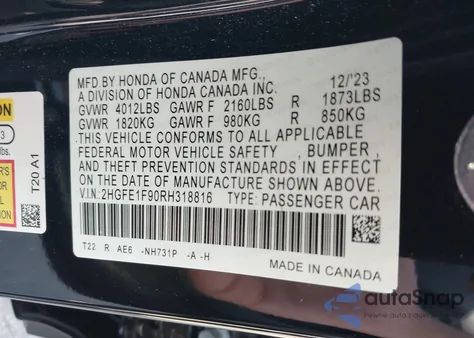 MFD.BY HONDA OF CANADA MFG., 12/'23
A DIVISION OF HONDA CANADA INC.
GVWR 4012LBS GAWR F 2160LBS R 1873LBS
GVWR 1820KG GAWR F 980KG R 850KG
THIS VEHICLE CONFORMS TO ALL APPLICABLE
FEDERAL MOTOR VEHICLE SAFETY , BUMPER ,
AND THEFT PREVENTION STANDARDS IN EFFECT
ON THE DATE OF MANUFACTURE SHOWN ABOVE.
V.I.N:2HGFE1F90RH318816 TYPE: PASSENGER CAR
T22 R AE6 -NH731P -A -H
MADE IN CANADA
ON
3
lbs.
T20 A1
autoSnap